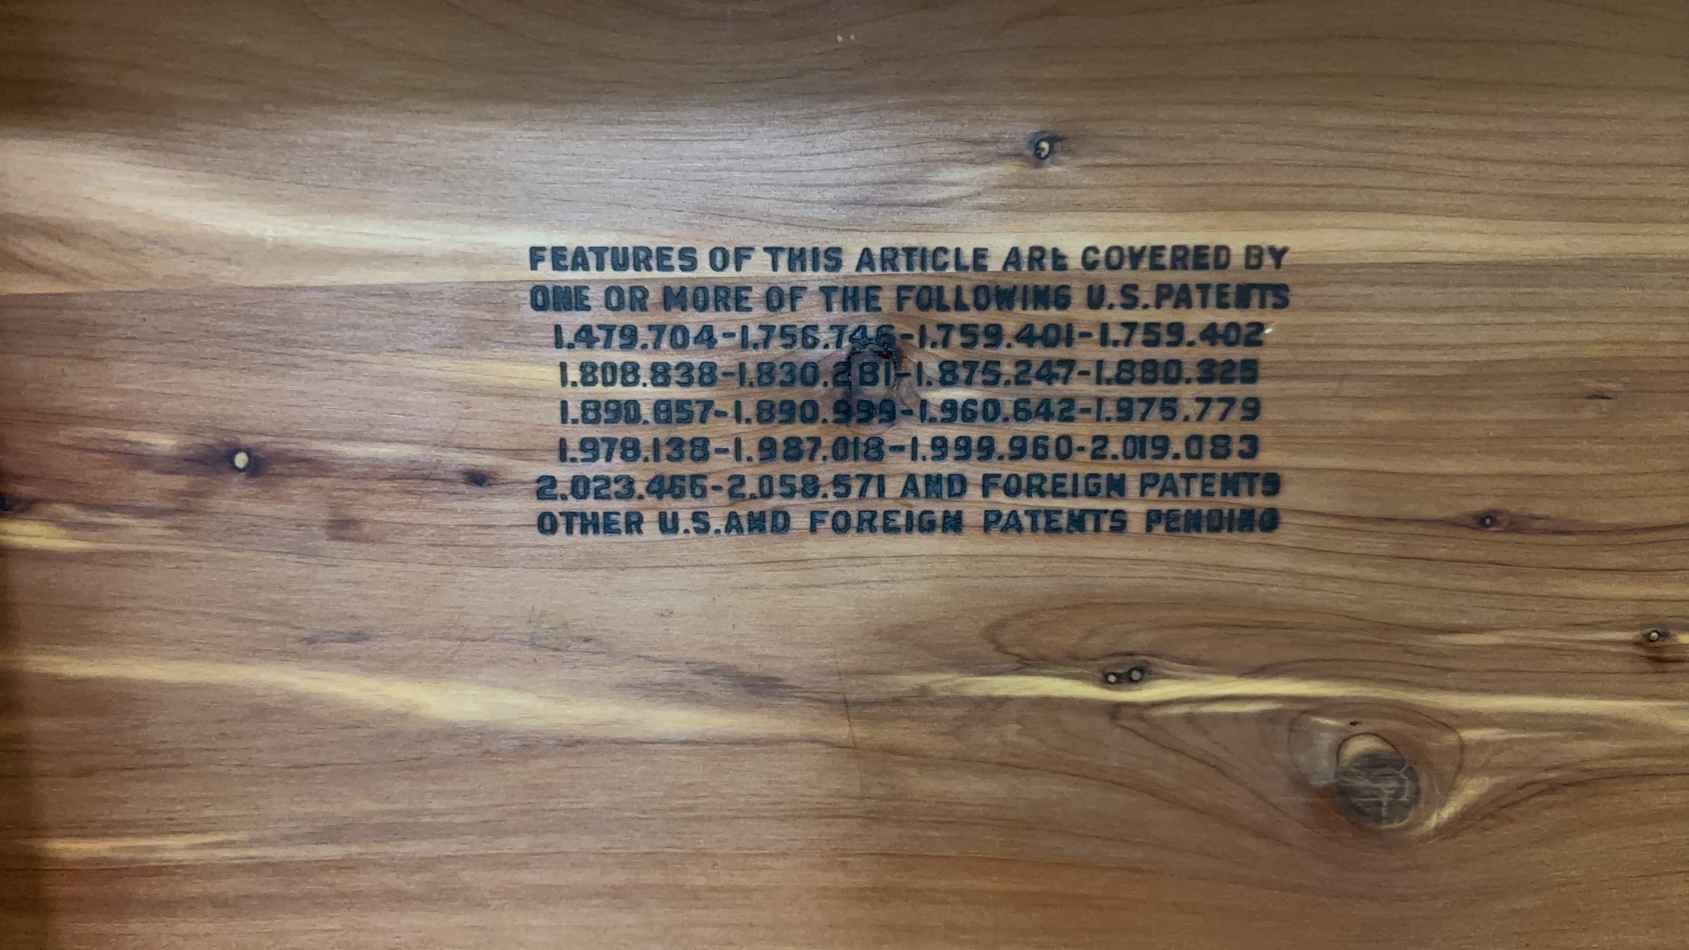 FEATURES OF THIS ARTICLE ARE COVERED BY
ONE OR MORE OF THE FOLLOWING U.S.PATENTS
1.479.704-1.756.746-1.759.401-1.759.402
1.808.838-1.830.281-1.875.247-1.880.325
1.890.857-1.890.999-1.960.642-1.975.779
1.978.138-1.987.018-1.999.960-2.019.083
2.023.466-2.058.571 AND FOREIGN PATENTS
OTHER U.S.AND FOREIGN PATENTS PENDING